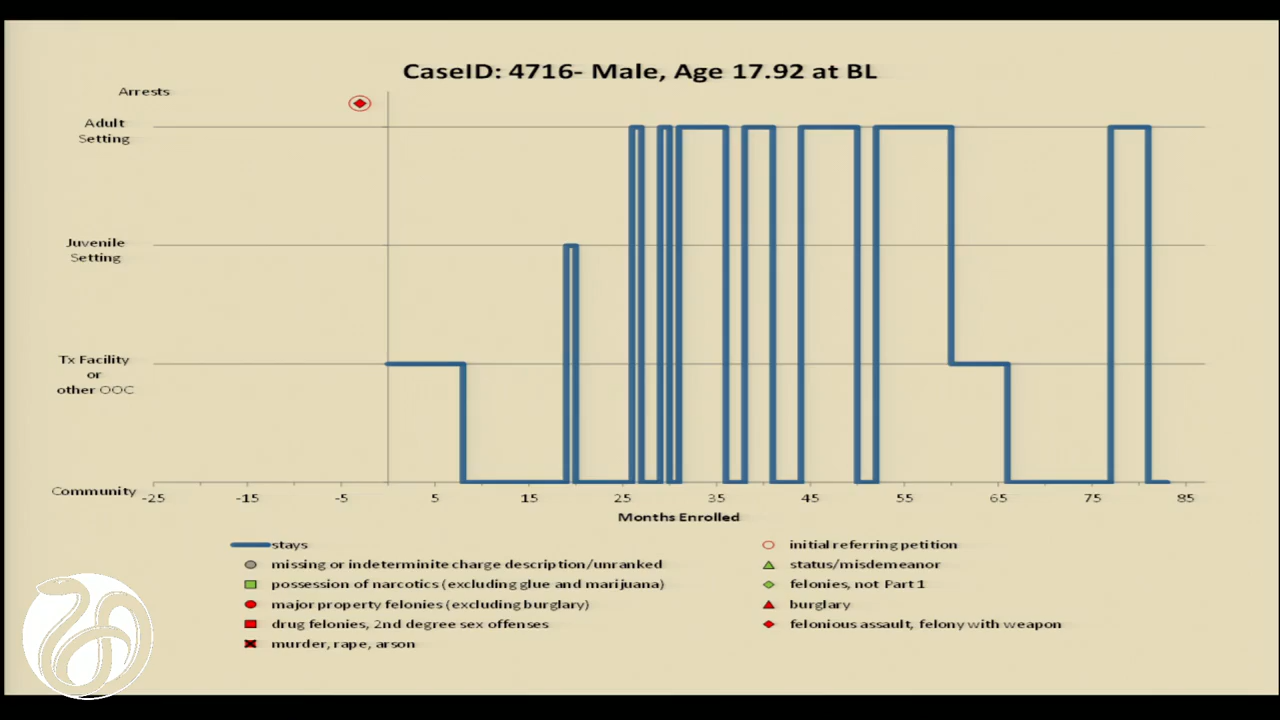 CaseID: 4716- Male, Age 17.92 at BL
Arrests
Adult
Setting
Juvenile
Setting
Tx Facility
or
other OOC
Community
-25 -15 -5 5 15 25 35 45 55 65 75 85
Months Enrolled
stays
initial referring petition
missing or indeterminite charge description/unranked
status/misdemeanor
possession of narcotics (excluding glue and marijuana)
felonies, not Part 1
major property felonies (excluding burglary)
burglary
drug felonies, 2nd degree sex offenses
felonious assault, felony with weapon
murder, rape, arson